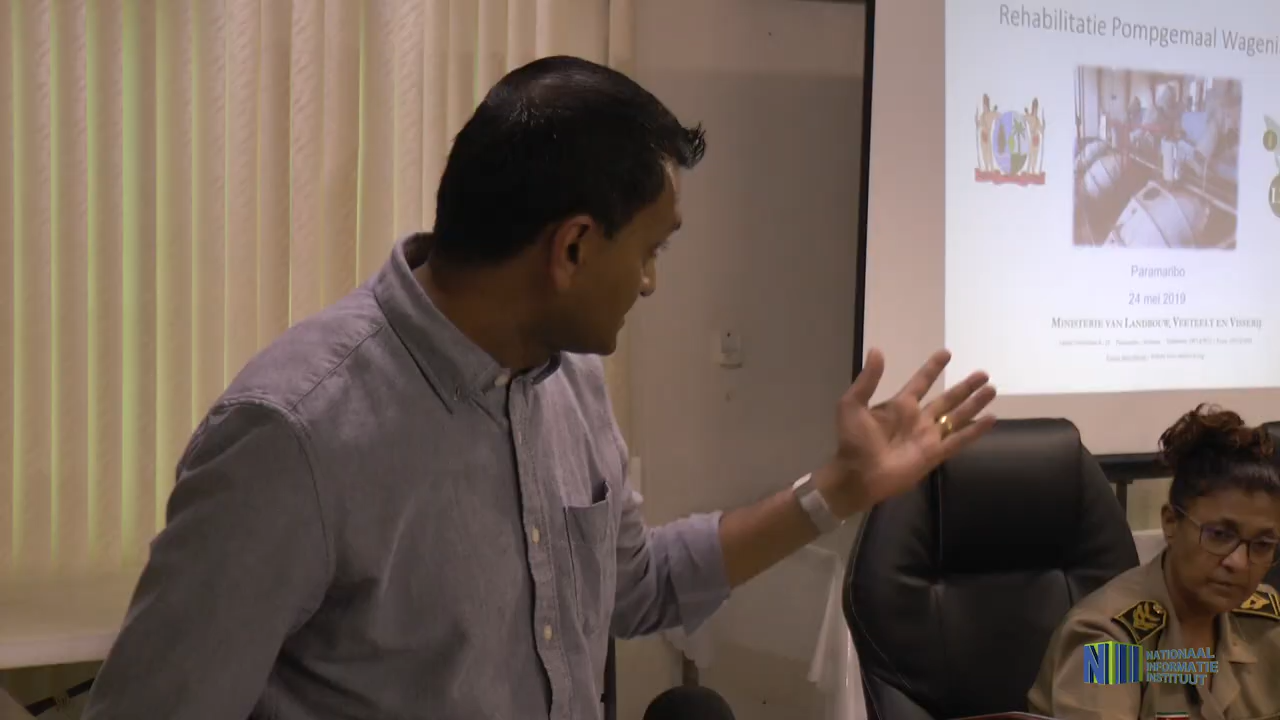 Rehabilitatie Pompgemaal Wageni
Paramaribo
24 mei 2019
MINISTERIE VAN LANDBOUW, VEETEELT EN VISSERIJ
NATIONAAL
INFORMATIE
INSTITUUT